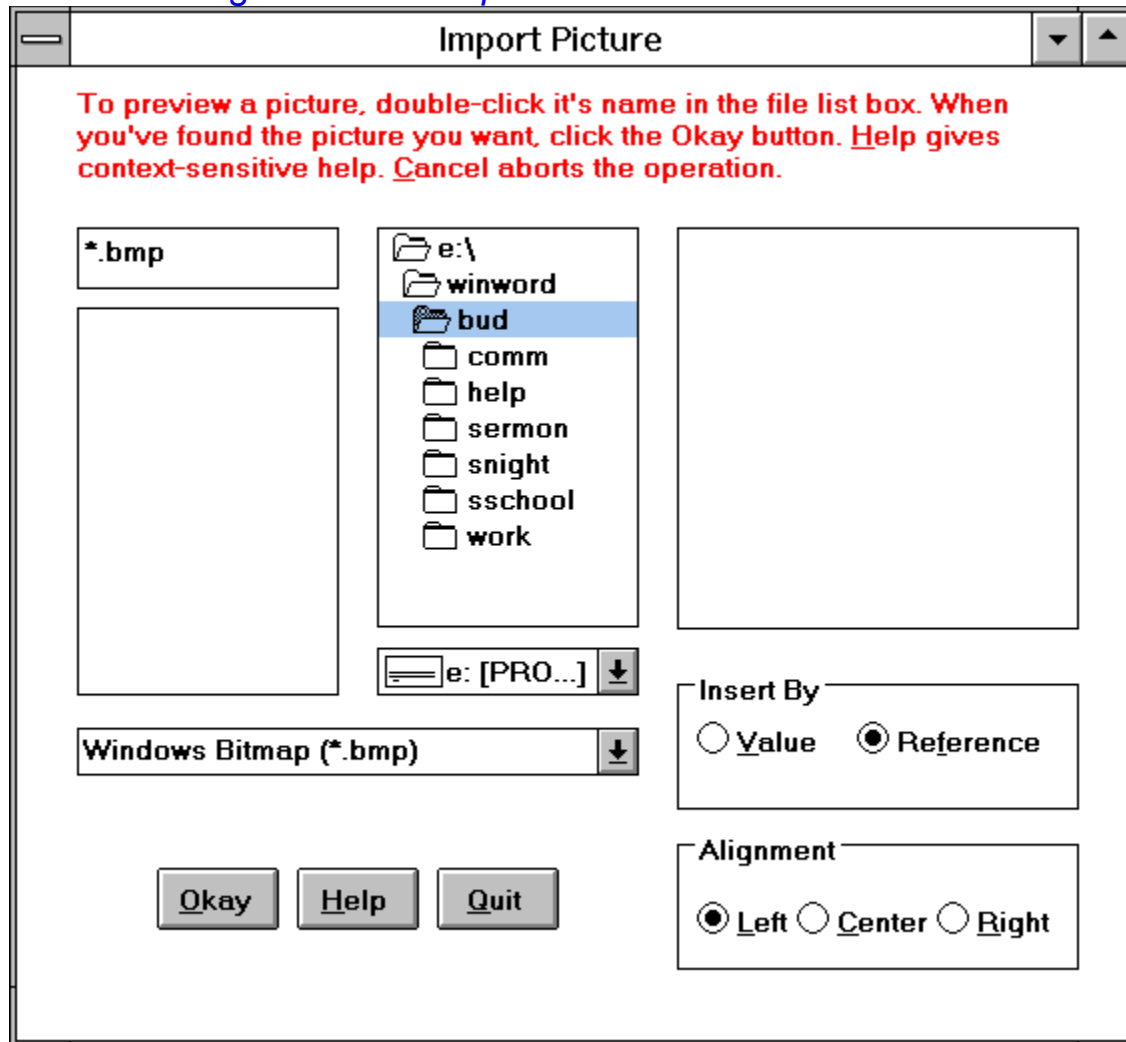 Import Picture
To preview a picture, double-click it's name in the file list box. When
you've found the picture you want, click the Okay button. Help gives
context-sensitive help. Cancel aborts the operation.
*.bmp
e:\
winword
bud
comm
help
sermon
snight
sschool
work
e: [PRO...]
Windows Bitmap (*.bmp)
Insert By
Value Reference
Alignment
Left Center Right
Okay Help Quit